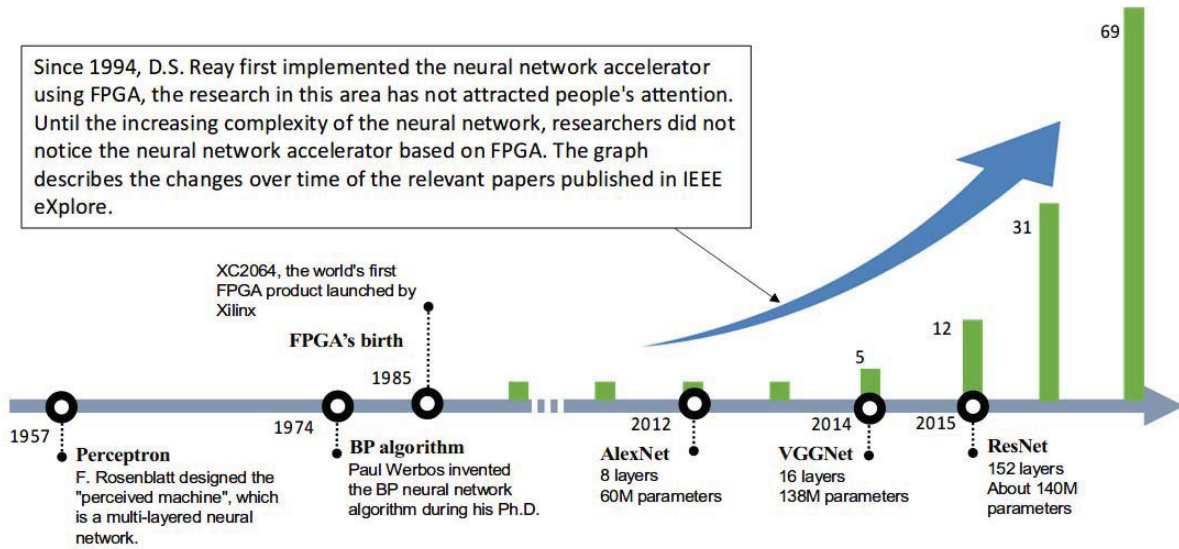 Since 1994, D.S. Reay first implemented the neural network accelerator
using FPGA, the research in this area has not attracted people's attention.
Until the increasing complexity of the neural network, researchers did not
notice the neural network accelerator based on FPGA. The graph
describes the changes over time of the relevant papers published in IEEE
eXplore.
69
31
12
5
XC2064, the world's first
FPGA product launched by
Xilinx
FPGA's birth
1985
1957
Perceptron
F. Rosenblatt designed the
"perceived machine", which
is a multi-layered neural
network.
1974
BP algorithm
Paul Werbos invented
the BP neural network
algorithm during his Ph.D.
2012
AlexNet
8 layers
60M parameters
2014
VGGNet
16 layers
138M parameters
2015
ResNet
152 layers
About 140M
parameters